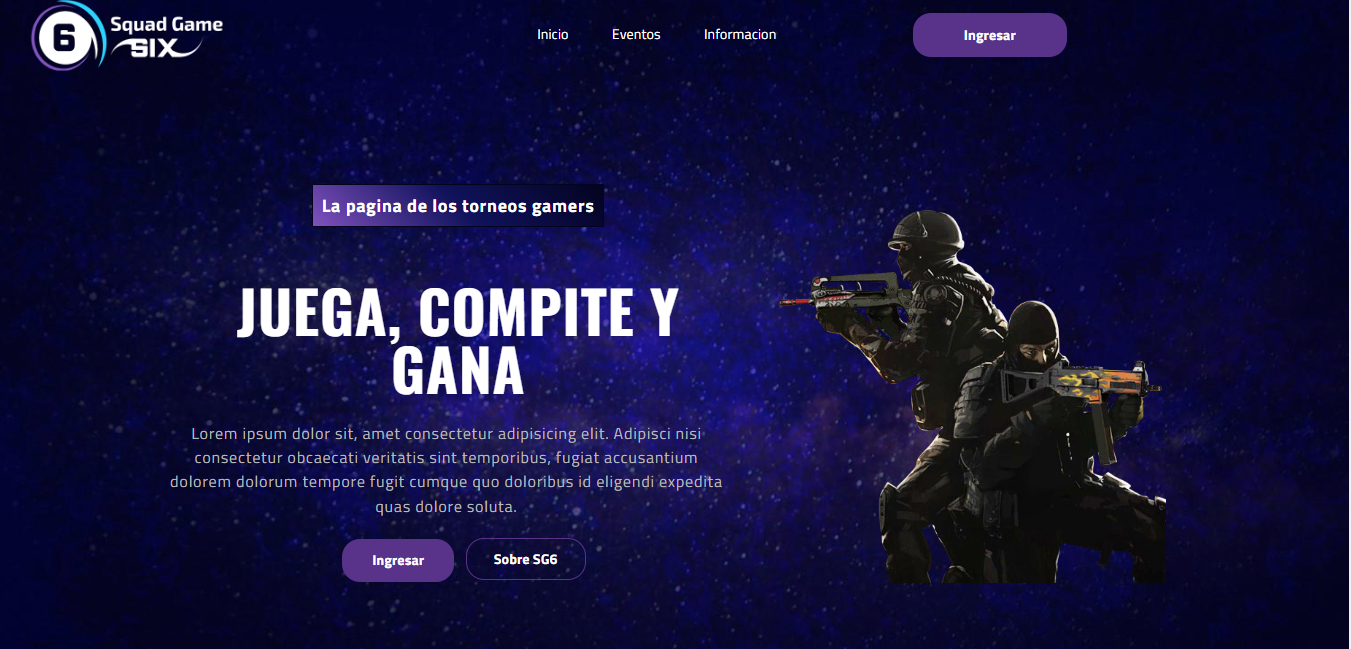 6
Squad Game
SIX
Inicio
Eventos
Informacion
Ingresar
La pagina de los torneos gamers
JUEGA, COMPITE Y
GANA
Lorem ipsum dolor sit, amet consectetur adipisicing elit. Adipisci nisi
consectetur obcaecati veritatis sint temporibus, fugiat accusantium
dolorem dolorum tempore fugit cumque quo doloribus id eligendi expedita
quas dolore soluta.
Ingresar
Sobre SG6